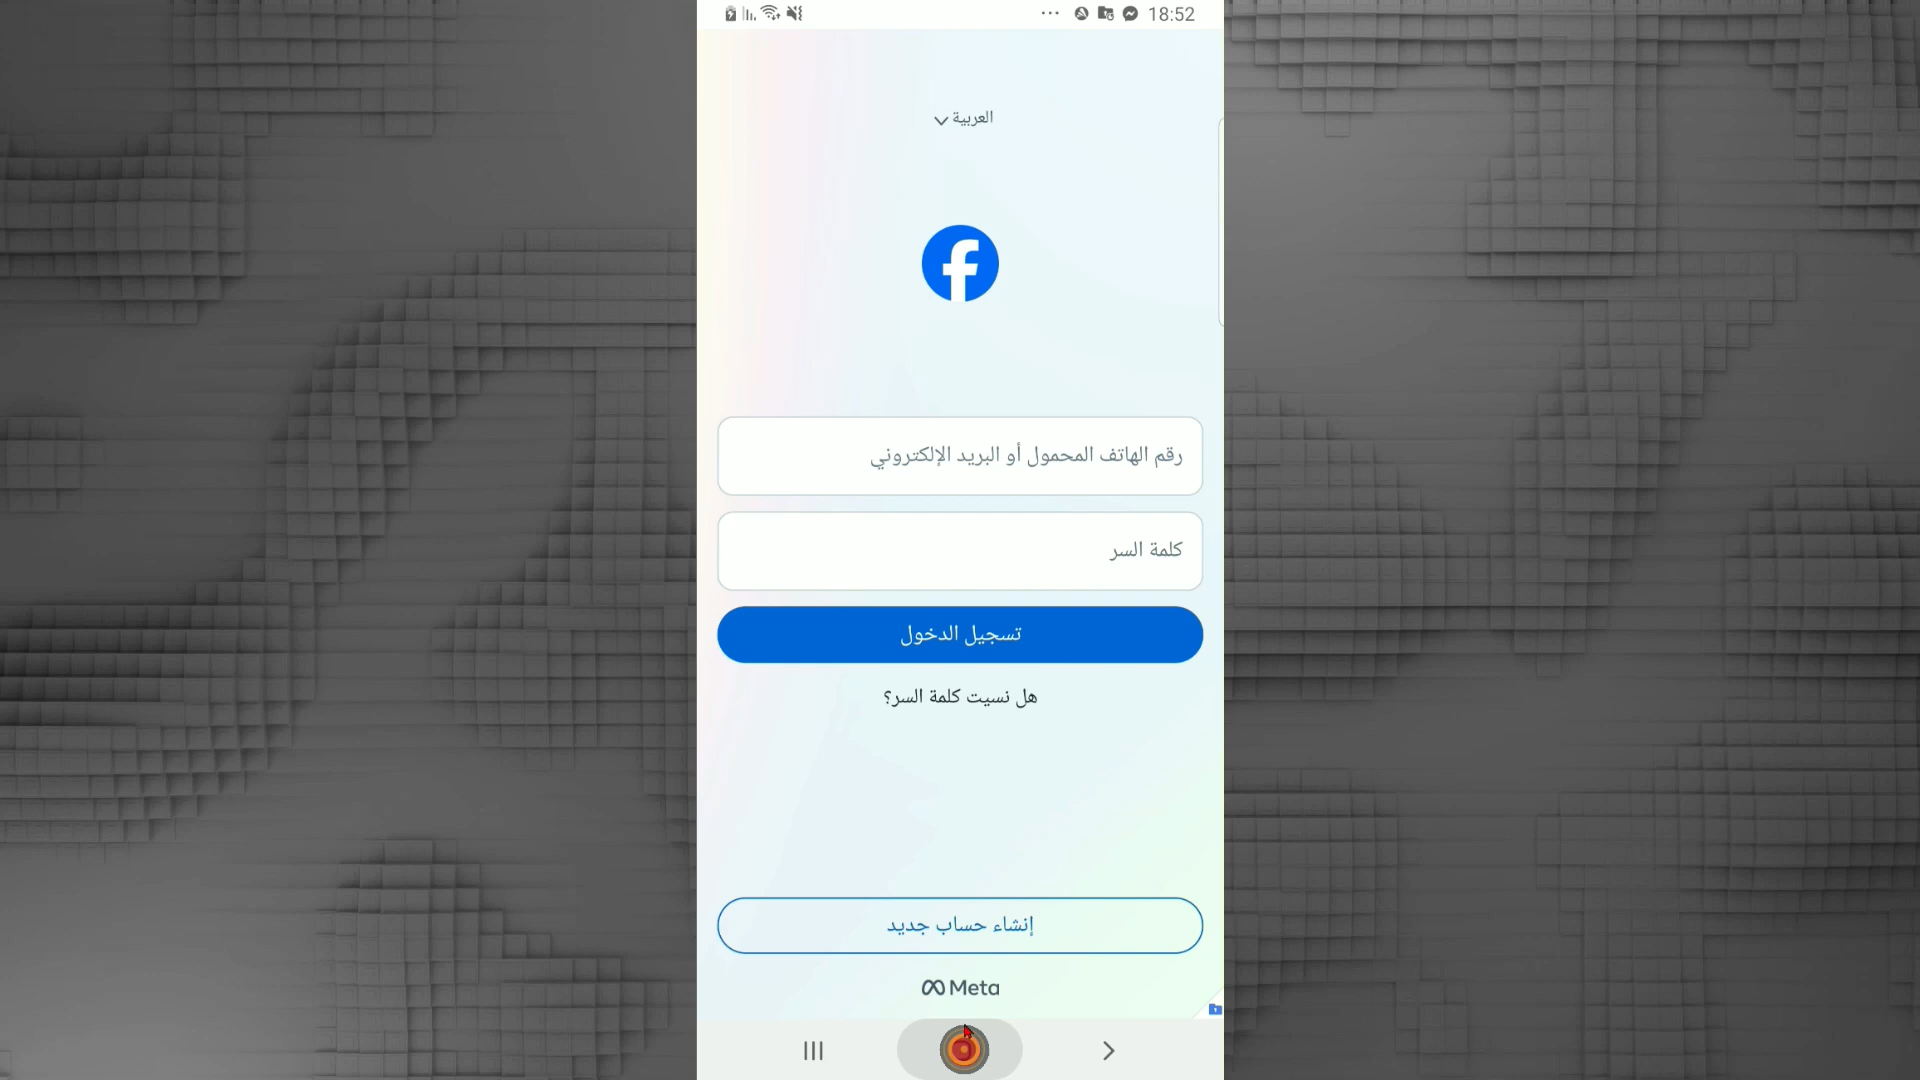 18:52
العربية
رقم الهاتف المحمول أو البريد الإلكتروني
كلمة السر
تسجيل الدخول
هل نسيت كلمة السر؟
إنشاء حساب جديد
Meta